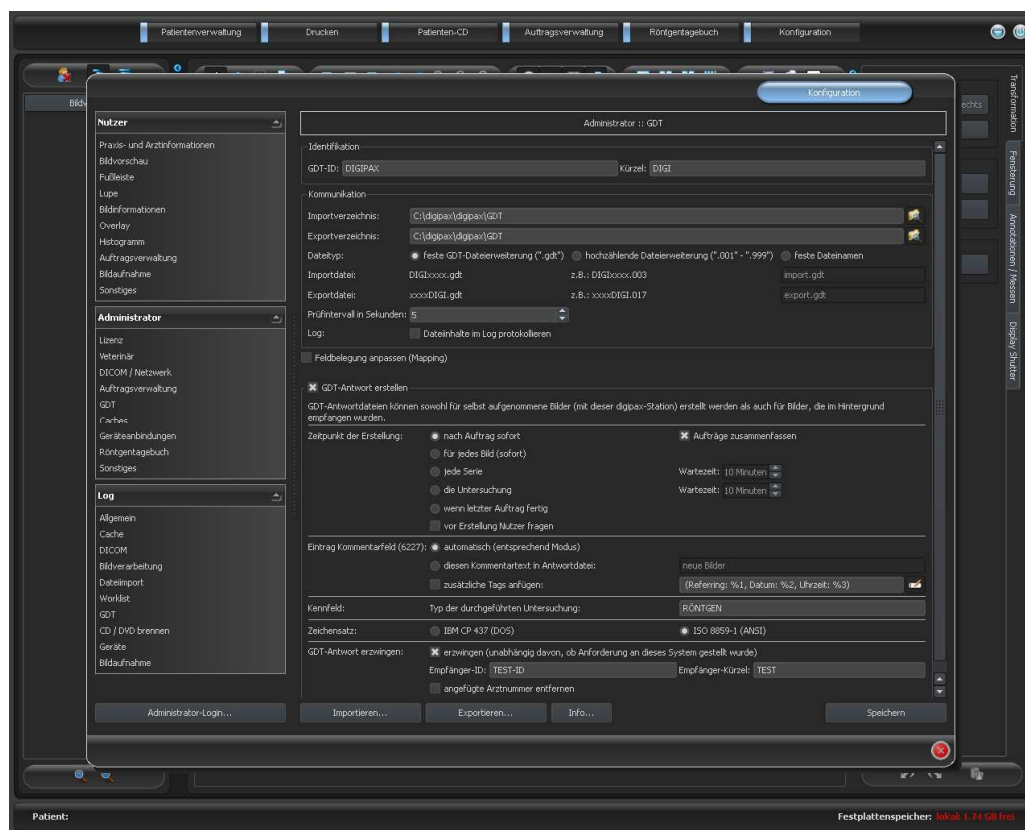 Patientenverwaltung Drucken Patienten-CD Auftragsverwaltung Röntgentagebuch Konfiguration
Konfiguration
Administrator :: GDT
Nutzer
Praxis- und Arztinformationen
Bildvorschau
Fußleiste
Lupe
Bildinformationen
Overlay
Histogramm
Auftragsverwaltung
Bildaufnahme
Sonstiges
Administrator
Lizenz
Veterinär
DICOM / Netzwerk
Auftragsverwaltung
GDT
Caches
Geräteanbindungen
Röntgentagebuch
Sonstiges
Log
Allgemein
Cache
DICOM
Bildverarbeitung
Dateiimport
Worklist
GDT
CD / DVD brennen
Geräte
Bildaufnahme
Administrator-Login...
Identifikation
GDT-ID: DIGIPAX Kürzel: DIGI
Kommunikation
Importverzeichnis: C:\digipax\digipax\GDT
Exportverzeichnis: C:\digipax\digipax\GDT
Dateityp: feste GDT-Dateierweiterung (".gdt") hochzählende Dateierweiterung (".001" - ".999") feste Dateinamen
Importdatei: DIGIxxxx.gdt z.B.: DIGIxxxx.003 import.gdt
Exportdatei: xxxxDIGI.gdt z.B.: xxxxDIGI.017 export.gdt
Prüfintervall in Sekunden: 5
Log: Dateiinhalte im Log protokollieren
Feldbelegung anpassen (Mapping)
GDT-Antwort erstellen
GDT-Antwortdateien können sowohl für selbst aufgenommene Bilder (mit dieser digipax-Station) erstellt werden als auch für Bilder, die im Hintergrund
empfangen wurden.
Zeitpunkt der Erstellung: nach Auftrag sofort Aufträge zusammenfassen
für jedes Bild (sofort)
jede Serie Wartezeit: 10 Minuten
die Untersuchung Wartezeit: 10 Minuten
wenn letzter Auftrag fertig
vor Erstellung Nutzer fragen
Eintrag Kommentarfeld (6227): automatisch (entsprechend Modus)
diesen Kommentartext in Antwortdatei: neue Bilder
zusätzliche Tags anfügen: (Referring: %1, Datum: %2, Uhrzeit: %3)
Kennfeld: Typ der durchgeführten Untersuchung: RÖNTGEN
Zeichensatz: IBM CP 437 (DOS) ISO 8859-1 (ANSI)
GDT-Antwort erzwingen: erzwingen (unabhängig davon, ob Anforderung an dieses System gestellt wurde)
Empfänger-ID: TEST-ID Empfänger-Kürzel: TEST
angefügte Arztnummer entfernen
Importieren... Exportieren... Info... Speichern
Transformation
Fensterung
Annotationen / Messen
Display Shutter
Patient: Festplattenspeicher: lokal: 1.74 GB frei